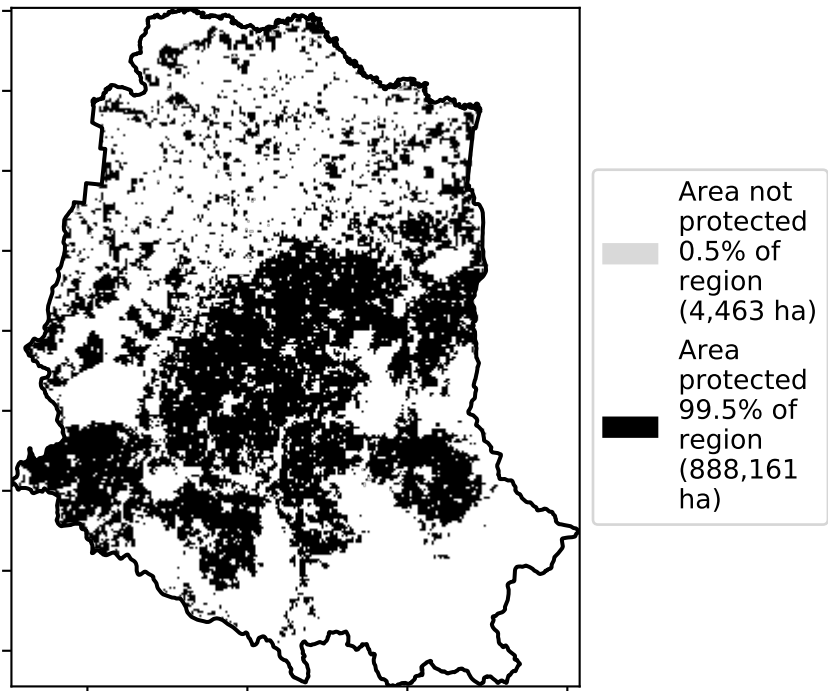 Area not
protected
0.5% of
region
(4,463 ha)
Area
protected
99.5% of
region
(888,161
ha)